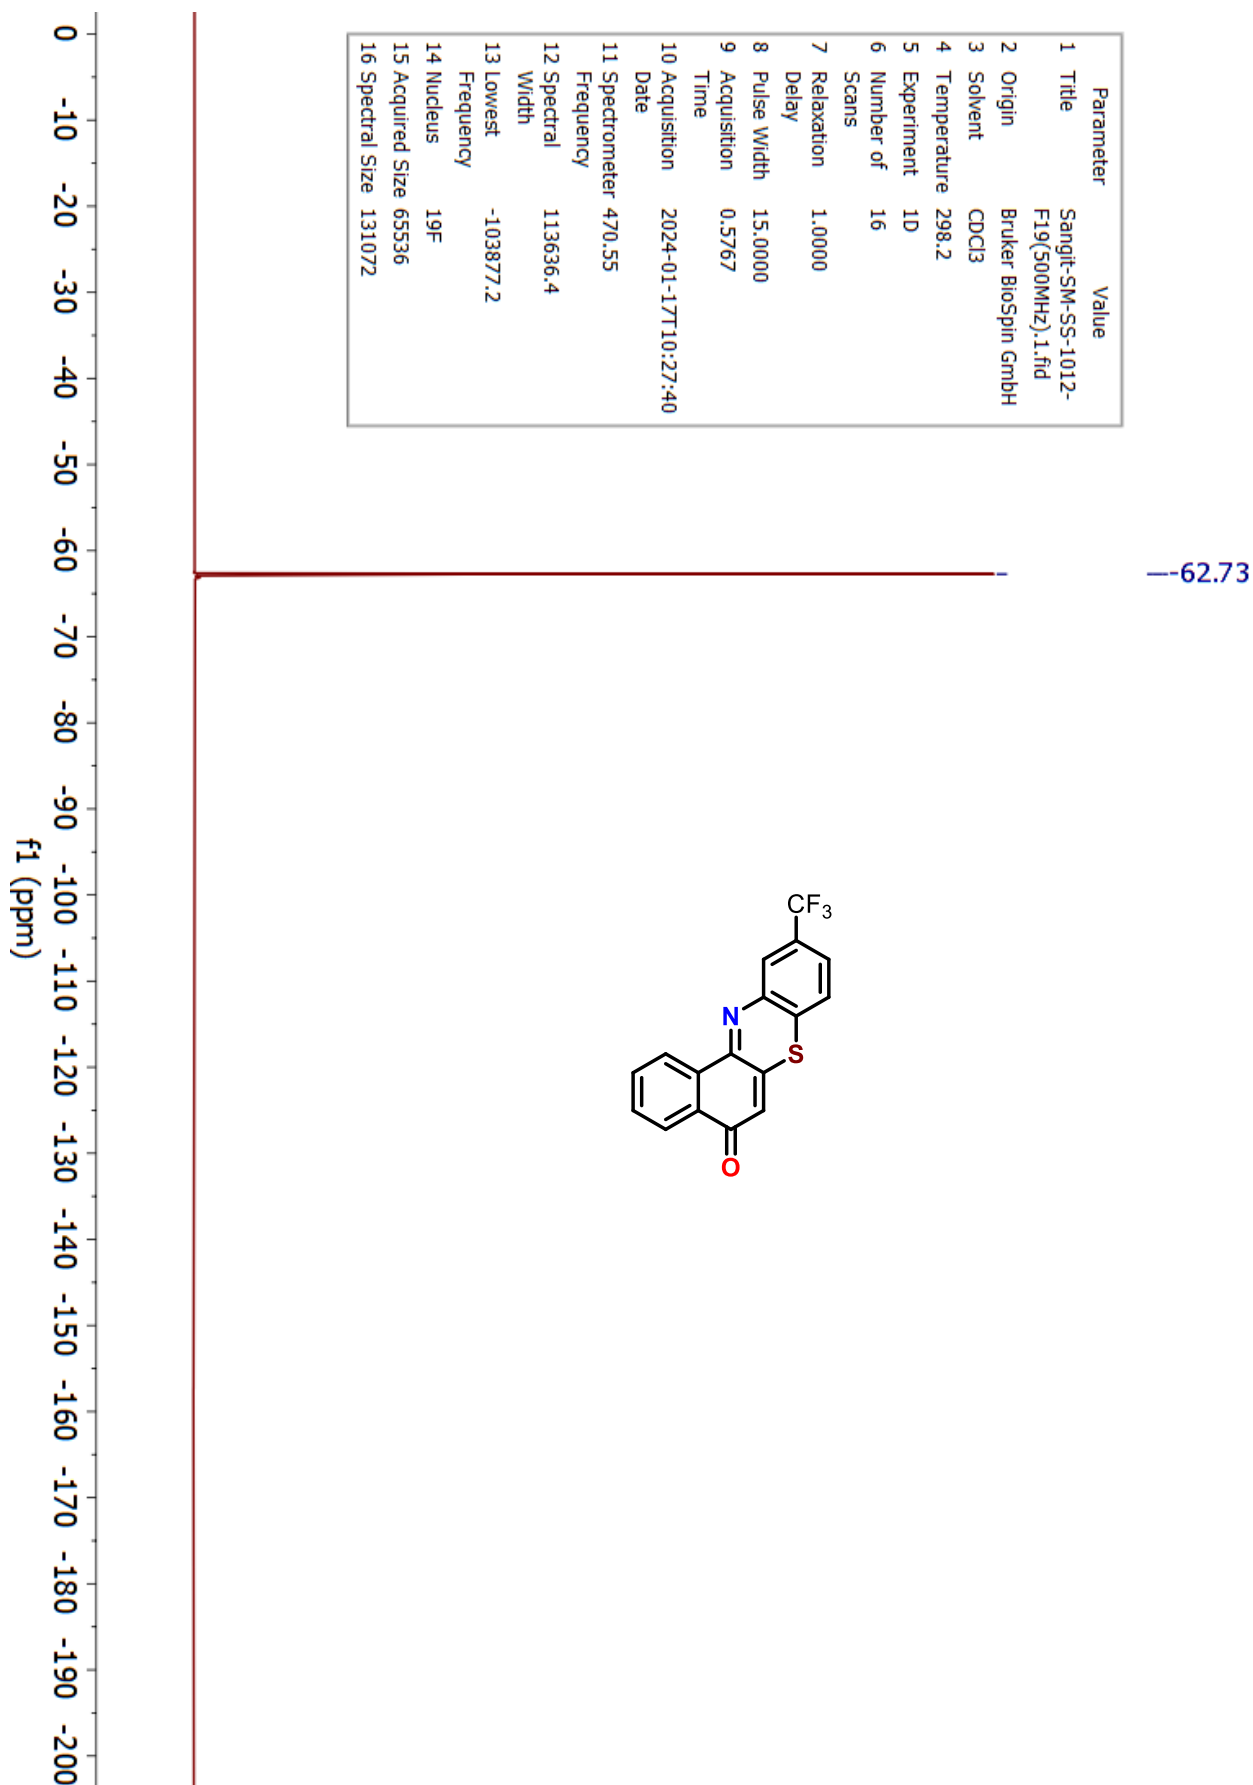 Parameter Value
1 Title Sangit-SM-SS-1012-
F19(500MHz).1.fid
2 Origin Bruker BioSpin GmbH
3 Solvent CDCl3
4 Temperature 298.2
5 Experiment 1D
6 Number of 16
Scans
7 Relaxation 1.0000
Delay
8 Pulse Width 15.0000
9 Acquisition 0.5767
Time
10 Acquisition 2024-01-17T10:27:40
Date
11 Spectrometer 470.55
Frequency
12 Spectral 113636.4
Width
13 Lowest -103877.2
Frequency
14 Nucleus 19F
15 Acquired Size 65536
16 Spectral Size 131072
-62.73
CF3
N
S
O
0 -10 -20 -30 -40 -50 -60 -70 -80 -90 -100 -110 -120 -130 -140 -150 -160 -170 -180 -190 -200
f1 (ppm)